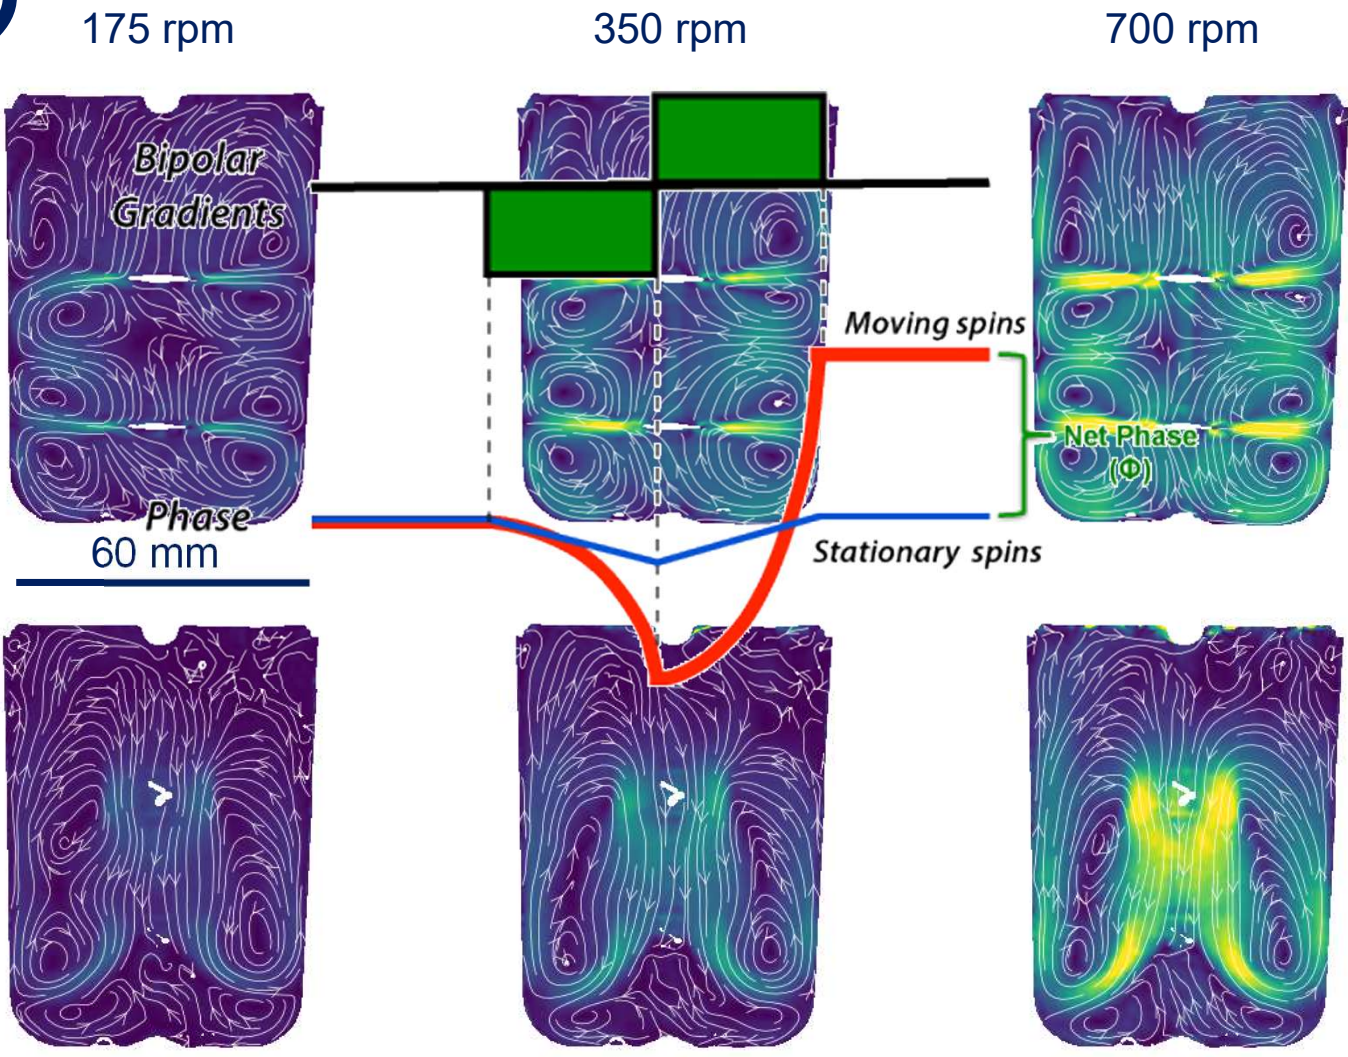 175 rpm
350 rpm
700 rpm
Bipolar
Gradients
Moving spins
Net Phase
(Φ)
Phase
Stationary spins
60 mm